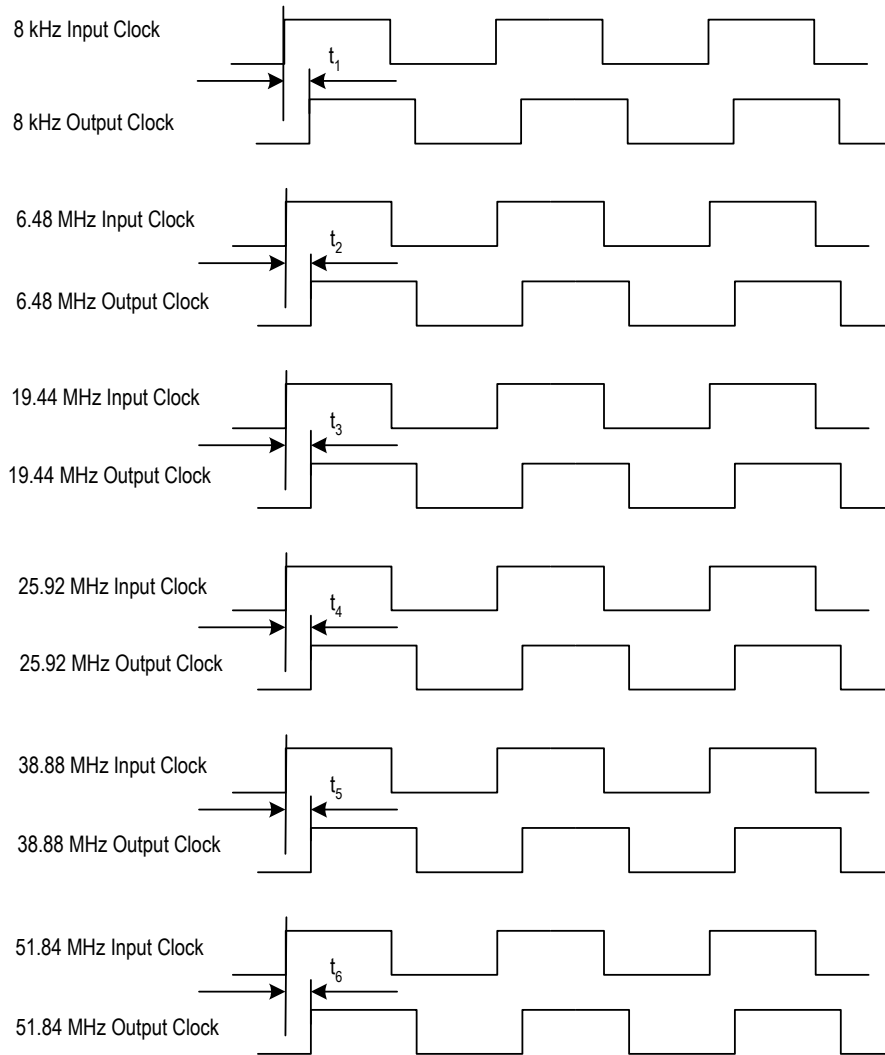 8 kHz Input Clock
t1
8 kHz Output Clock
6.48 MHz Input Clock
t2
6.48 MHz Output Clock
19.44 MHz Input Clock
t3
19.44 MHz Output Clock
25.92 MHz Input Clock
t4
25.92 MHz Output Clock
38.88 MHz Input Clock
t5
38.88 MHz Output Clock
51.84 MHz Input Clock
t6
51.84 MHz Output Clock